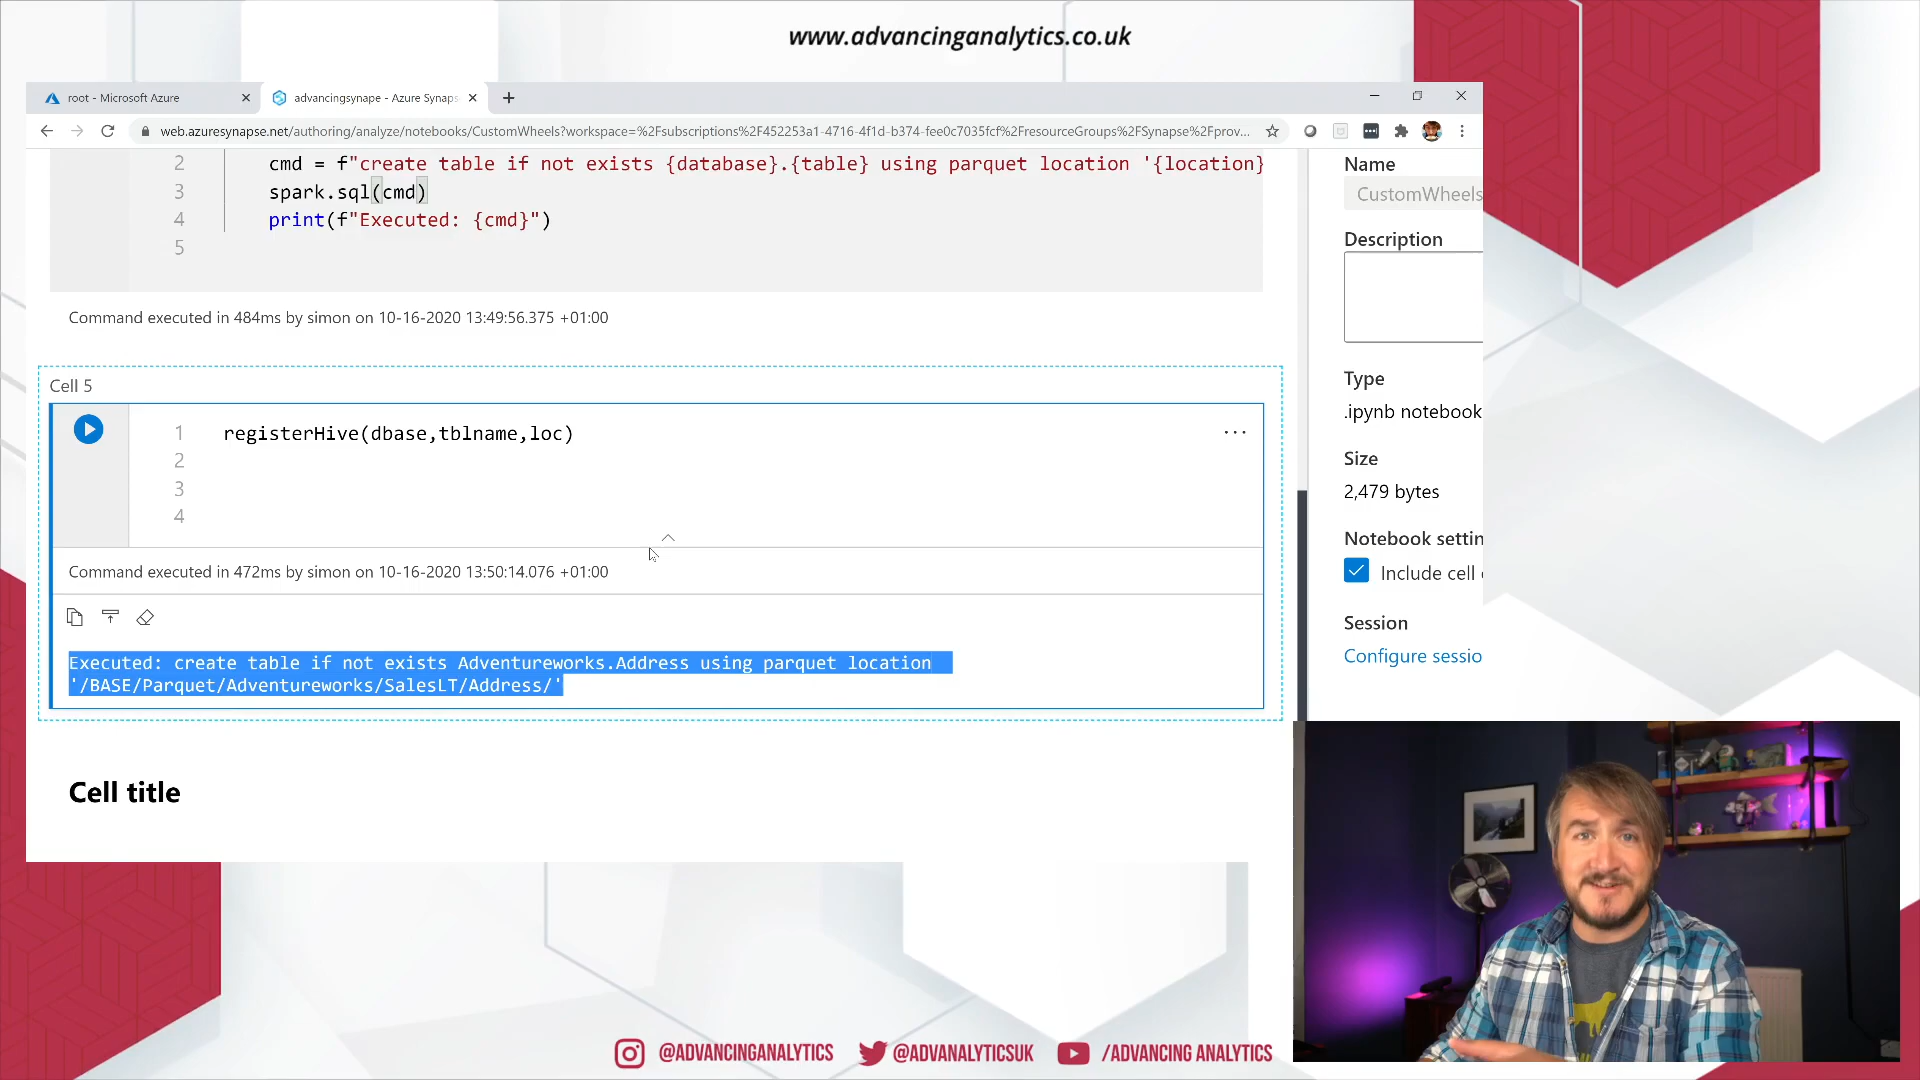 www.advancinganalytics.co.uk
root - Microsoft Azure
advancingsynape - Azure Synaps
web.azuresynapse.net/authoring/analyze/notebooks/CustomWheels?workspace=%2Fsubscriptions%2F452253a1-4716-4f1d-b374-fee0c7035fcf%2FresourceGroups%2FSynapse%2Fprov...
2 cmd = f"create table if not exists {database}.{table} using parquet location '{location}
3 spark.sql(cmd)
4 print(f"Executed: {cmd}")
5
Command executed in 484ms by simon on 10-16-2020 13:49:56.375 +01:00
Cell 5
1 registerHive(dbase,tblname,loc)
2
3
4
Command executed in 472ms by simon on 10-16-2020 13:50:14.076 +01:00
Executed: create table if not exists Adventureworks.Address using parquet location
'/BASE/Parquet/Adventureworks/SalesLT/Address/'
Cell title
Name
CustomWheels
Description
Type
.ipynb notebook
Size
2,479 bytes
Notebook settin
Include cell
Session
Configure sessio
@ADVANCINGANALYTICS
@ADVANALYTICSUK
/ADVANCING ANALYTICS